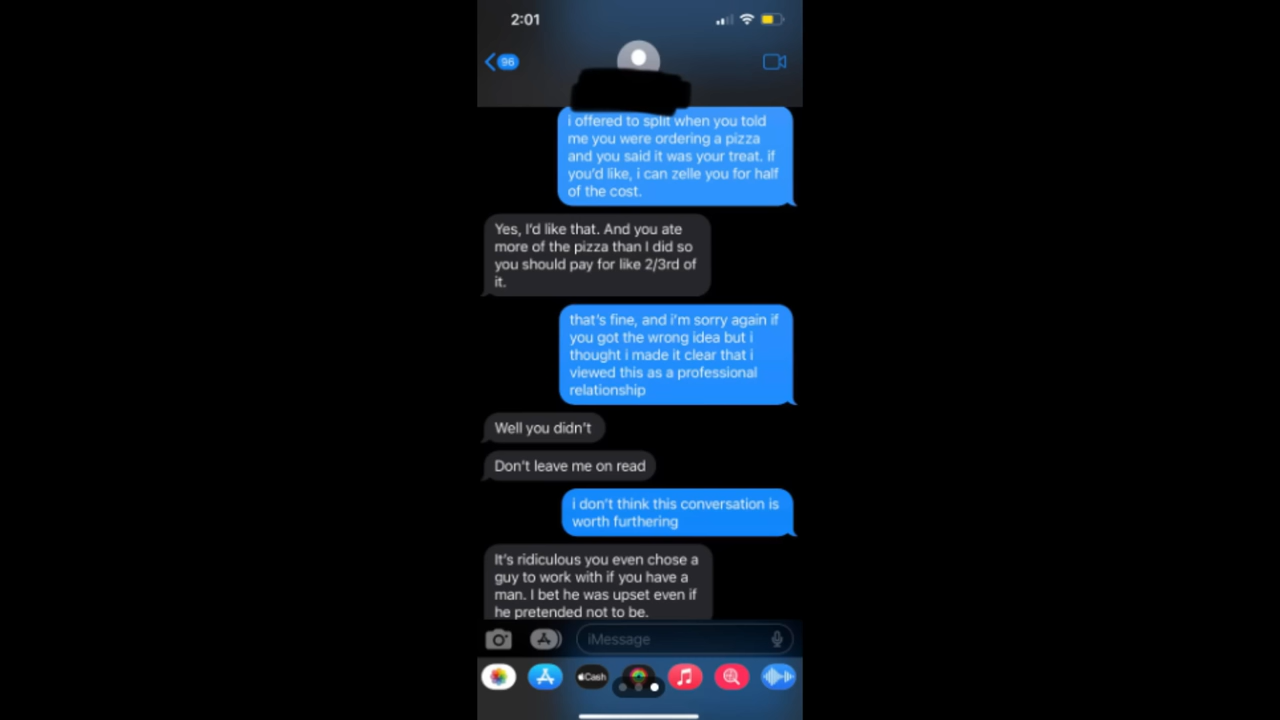 2:01
96
i offered to split when you told
me you were ordering a pizza
and you said it was your treat. if
you'd like, i can zelle you for half
of the cost.
Yes, I'd like that. And you ate
more of the pizza than I did so
you should pay for like 2/3rd of
it.
that's fine, and i'm sorry again if
you got the wrong idea but i
thought i made it clear that i
viewed this as a professional
relationship
Well you didn't
Don't leave me on read
i don't think this conversation is
worth furthering
It's ridiculous you even chose a
guy to work with if you have a
man. I bet he was upset even if
he pretended not to be.
iMessage
Cash